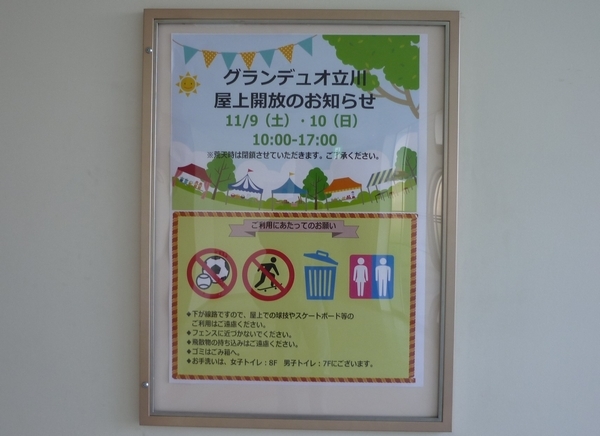 グランデュオ立川
屋上開放のお知らせ
11/9（土）・10（日）
10:00-17:00
※雨天時は閉鎖させていただきます。ご了承ください。
ご利用にあたってのお願い
◆下が線路ですので、屋上での球技やスケートボード等の
ご利用はご遠慮ください。
◆フェンスに近づかないでください。
◆飛散物の持ち込みはご遠慮ください。
◆ゴミはごみ箱へ。
◆お手洗いは、女子トイレ：8F　男子トイレ：7Fにございます。